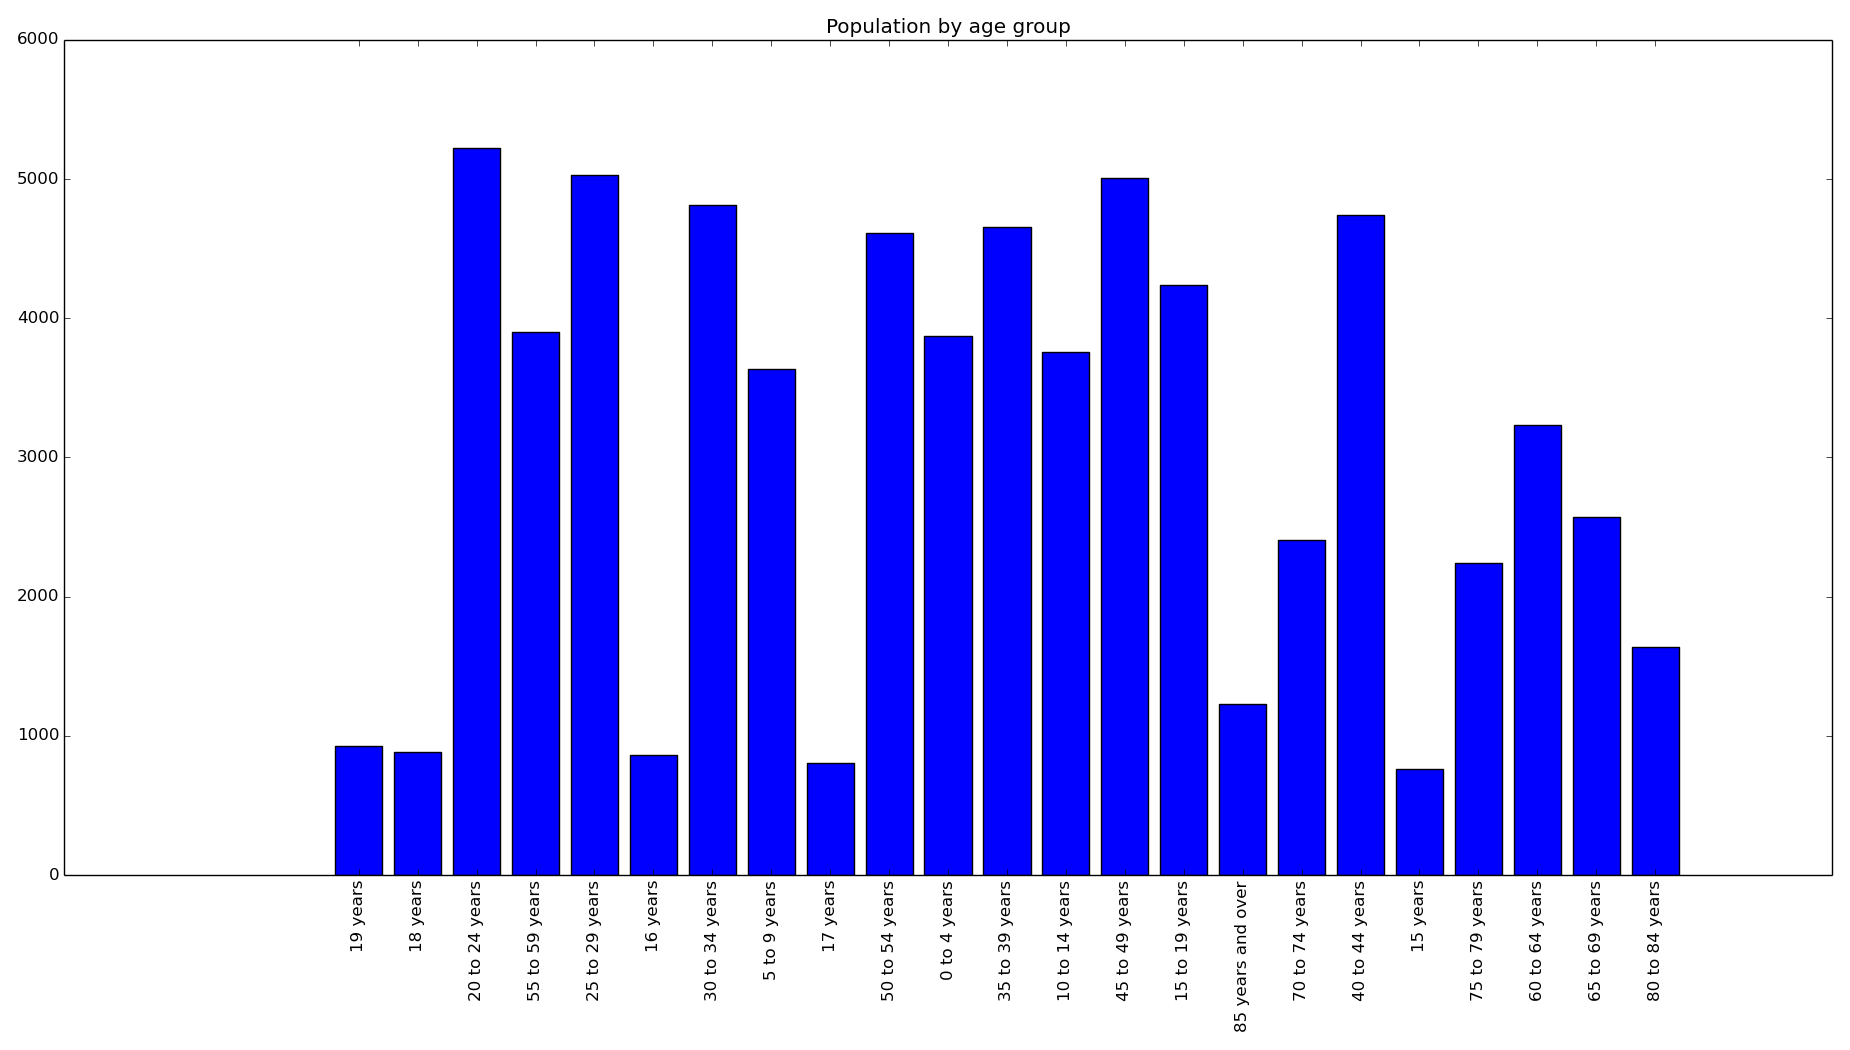 Population by age group
6000
5000
4000
3000
2000
1000
0
19 years
18 years
20 to 24 years
55 to 59 years
25 to 29 years
16 years
30 to 34 years
5 to 9 years
17 years
50 to 54 years
0 to 4 years
35 to 39 years
10 to 14 years
45 to 49 years
15 to 19 years
85 years and over
70 to 74 years
40 to 44 years
15 years
75 to 79 years
60 to 64 years
65 to 69 years
80 to 84 years